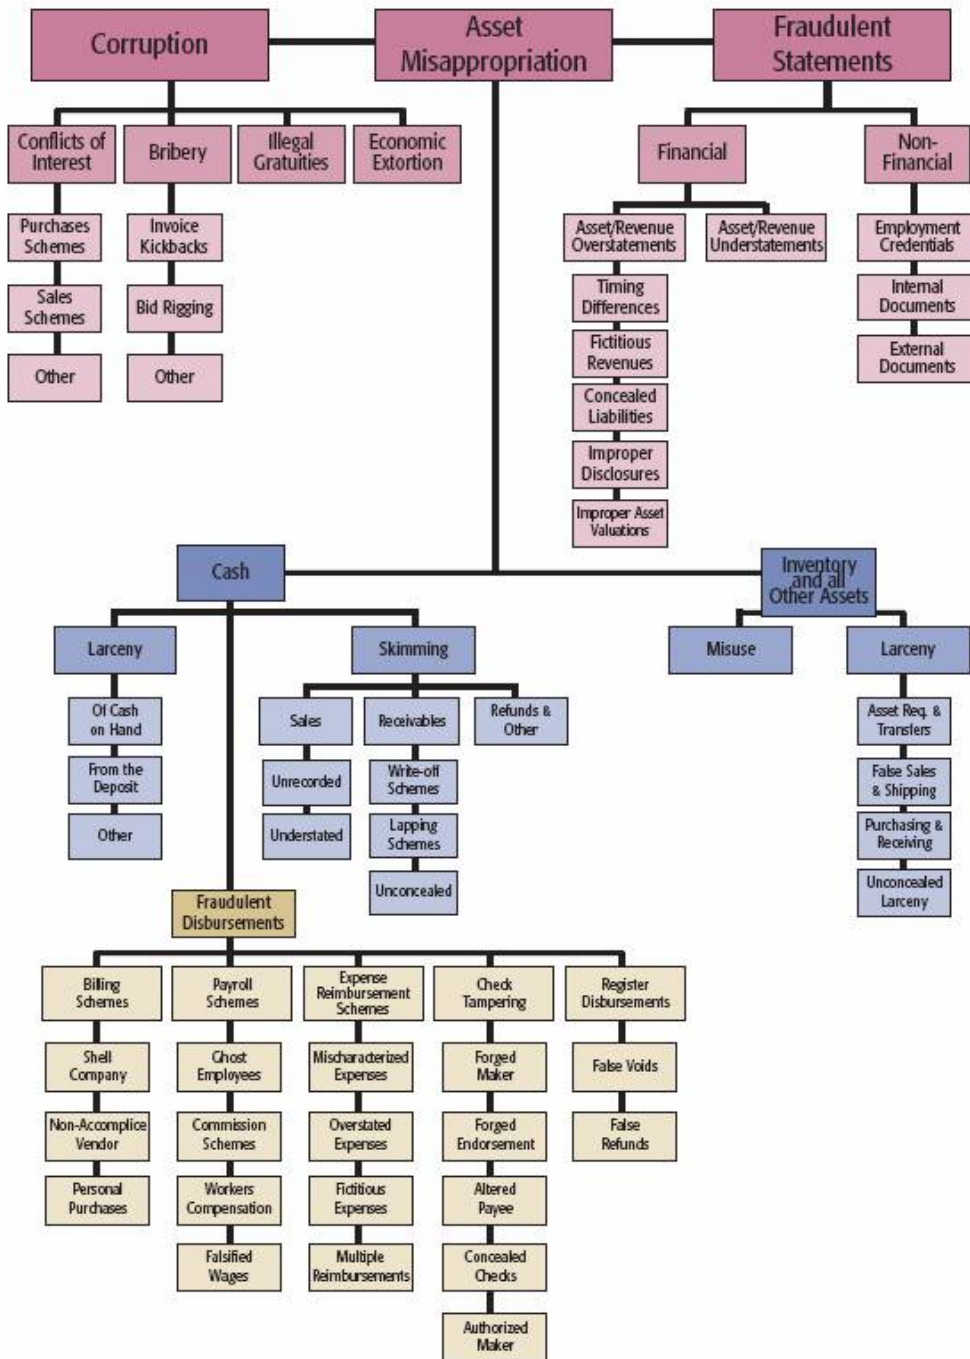 Corruption
Asset
Misappropriation
Fraudulent
Statements
Conflicts of
Interest
Bribery
Illegal
Gratuities
Economic
Extortion
Financial
Non-
Financial
Purchases
Schemes
Invoice
Kickbacks
Asset/Revenue
Overstatements
Asset/Revenue
Understatements
Employment
Credentials
Sales
Schemes
Bid Rigging
Timing
Differences
Internal
Documents
Other
Other
Fictitious
Revenues
External
Documents
Concealed
Liabilities
Improper
Disclosures
Improper Asset
Valuations
Cash
Inventory
and all
Other Assets
Larceny
Skimming
Misuse
Larceny
Of Cash
on Hand
Sales
Receivables
Refunds &
Other
Asset Req. &
Transfers
From the
Deposit
Unrecorded
Write-off
Schemes
False Sales
& Shipping
Other
Understated
Lapping
Schemes
Purchasing &
Receiving
Unconcealed
Unconcealed
Larceny
Fraudulent
Disbursements
Billing
Schemes
Payroll
Schemes
Expense
Reimbursement
Schemes
Check
Tampering
Register
Disbursements
Shell
Company
Ghost
Employees
Mischaracterized
Expenses
Forged
Maker
False Voids
Non-Accomplice
Vendor
Commission
Schemes
Overstated
Expenses
Forged
Endorsement
False
Refunds
Personal
Purchases
Workers
Compensation
Fictitious
Expenses
Altered
Payee
Falsified
Wages
Multiple
Reimbursements
Concealed
Checks
Authorized
Maker